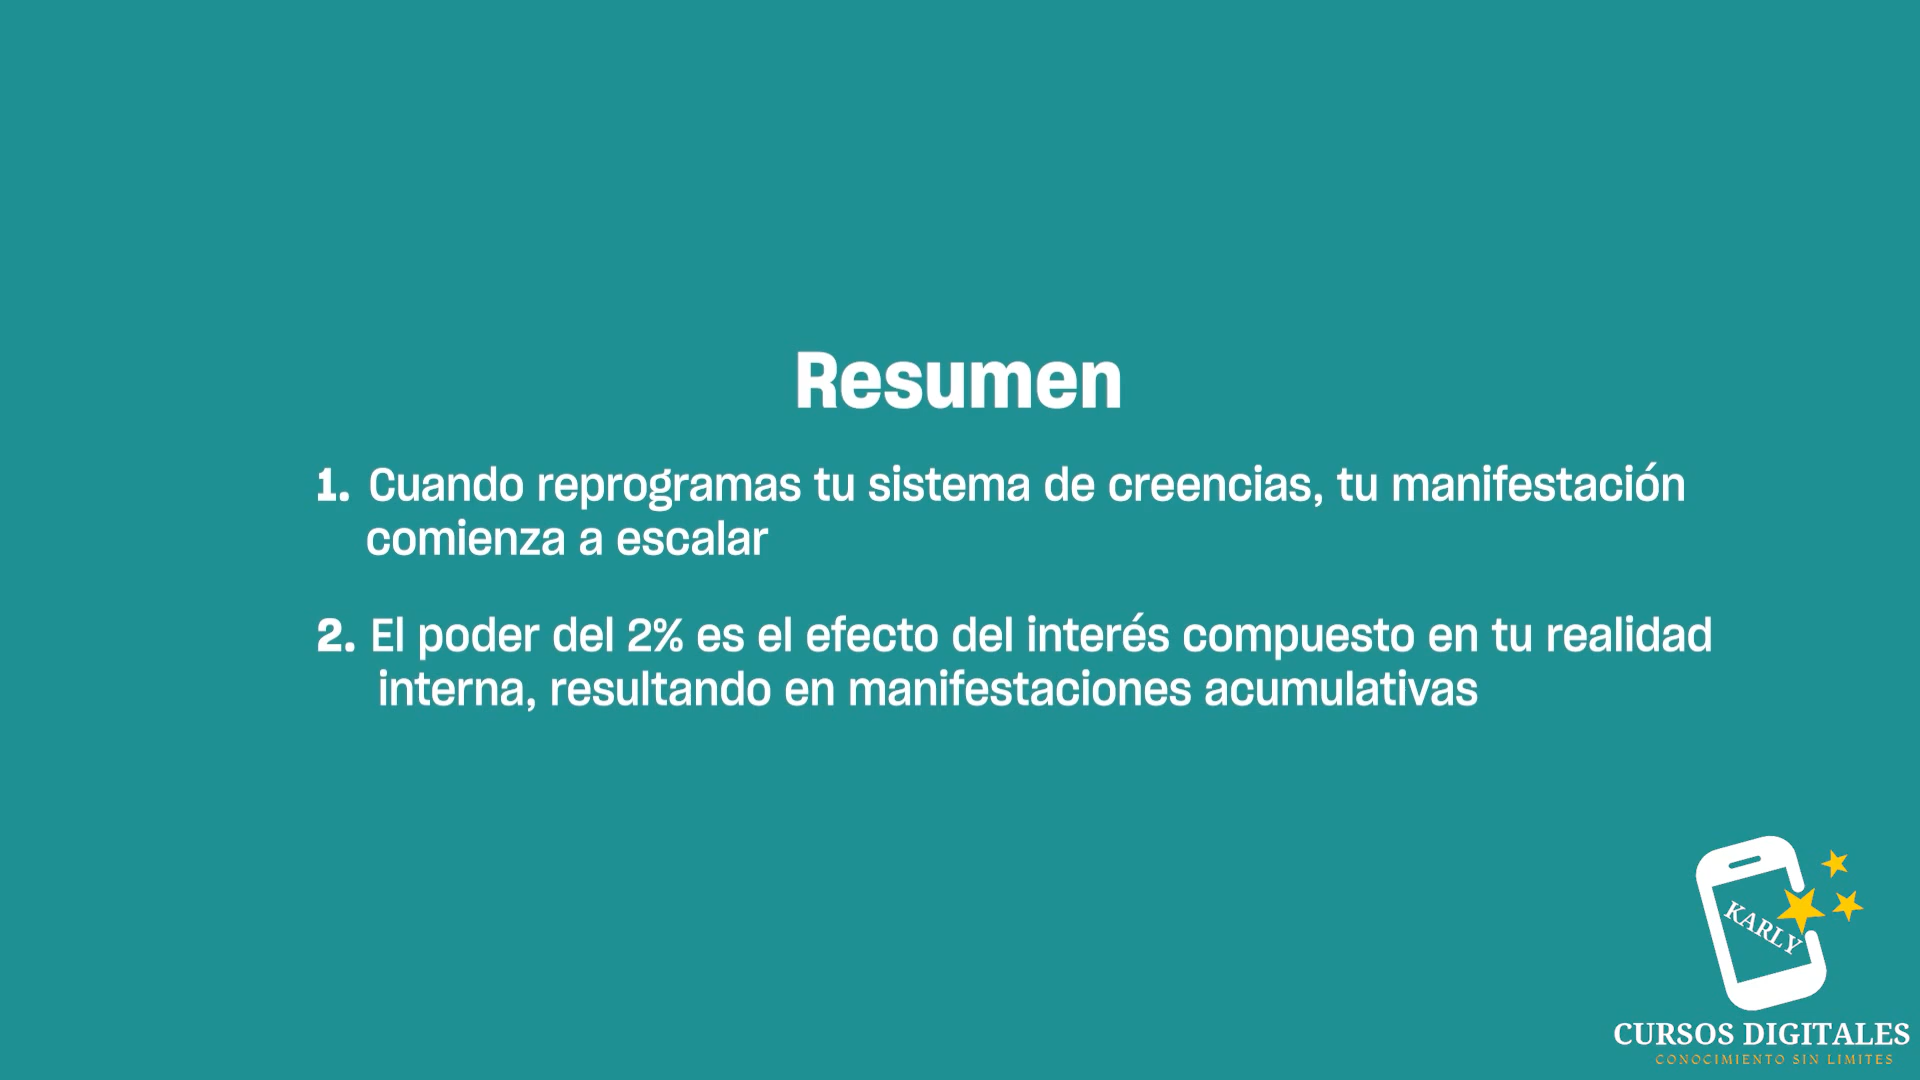 Resumen
1. Cuando reprogramas tu sistema de creencias, tu manifestación
comienza a escalar
2. El poder del 2% es el efecto del interés compuesto en tu realidad
interna, resultando en manifestaciones acumulativas
KARLY
CURSOS DIGITALES
CONOCIMIENTO SIN LIMITES